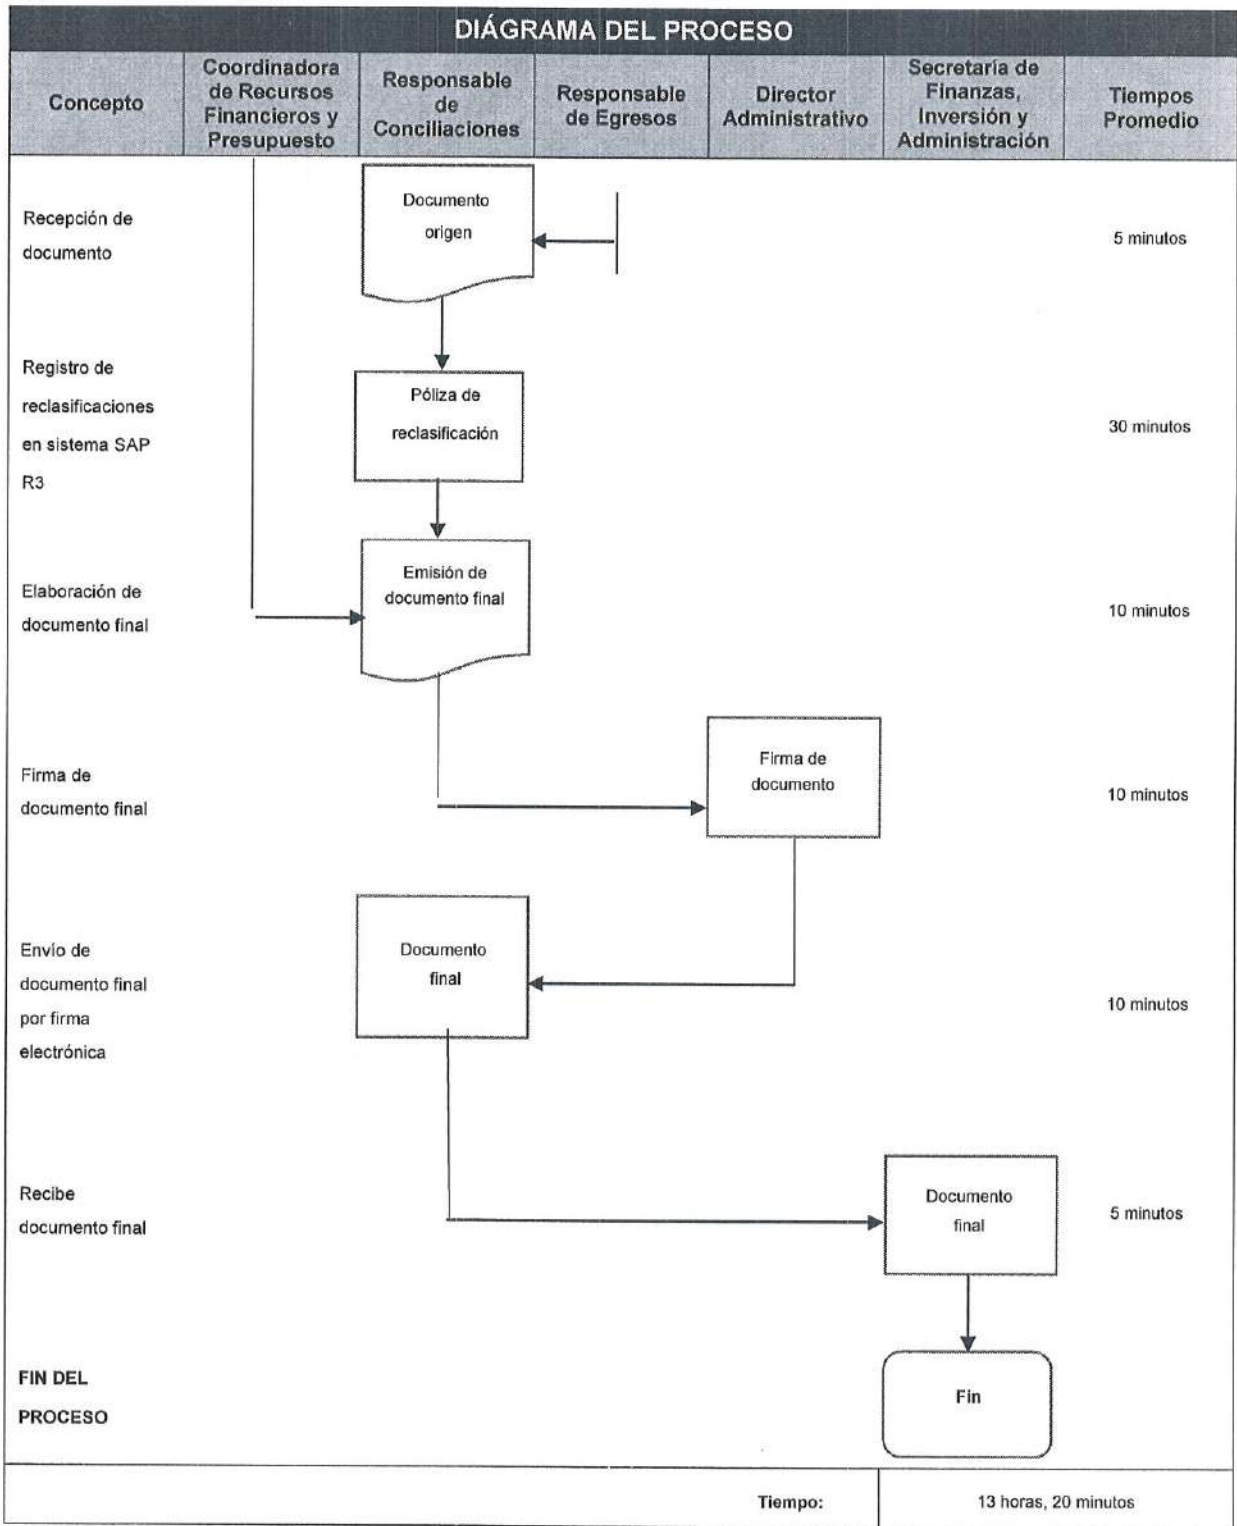 DIÁGRAMA DEL PROCESO
Concepto
Coordinadora
de Recursos
Financieros y
Presupuesto
Responsable
de
Conciliaciones
Responsable
de Egresos
Director
Administrativo
Secretaría de
Finanzas,
Inversión y
Administración
Tiempos
Promedio
Recepción de
documento
Documento
origen
5 minutos
Registro de
reclasificaciones
en sistema SAP
R3
Póliza de
reclasificación
30 minutos
Elaboración de
documento final
Emisión de
documento final
10 minutos
Firma de
documento final
Firma de
documento
10 minutos
Envío de
documento final
por firma
electrónica
Documento
final
10 minutos
Recibe
documento final
Documento
final
5 minutos
FIN DEL
PROCESO
Fin
Tiempo:
13 horas, 20 minutos